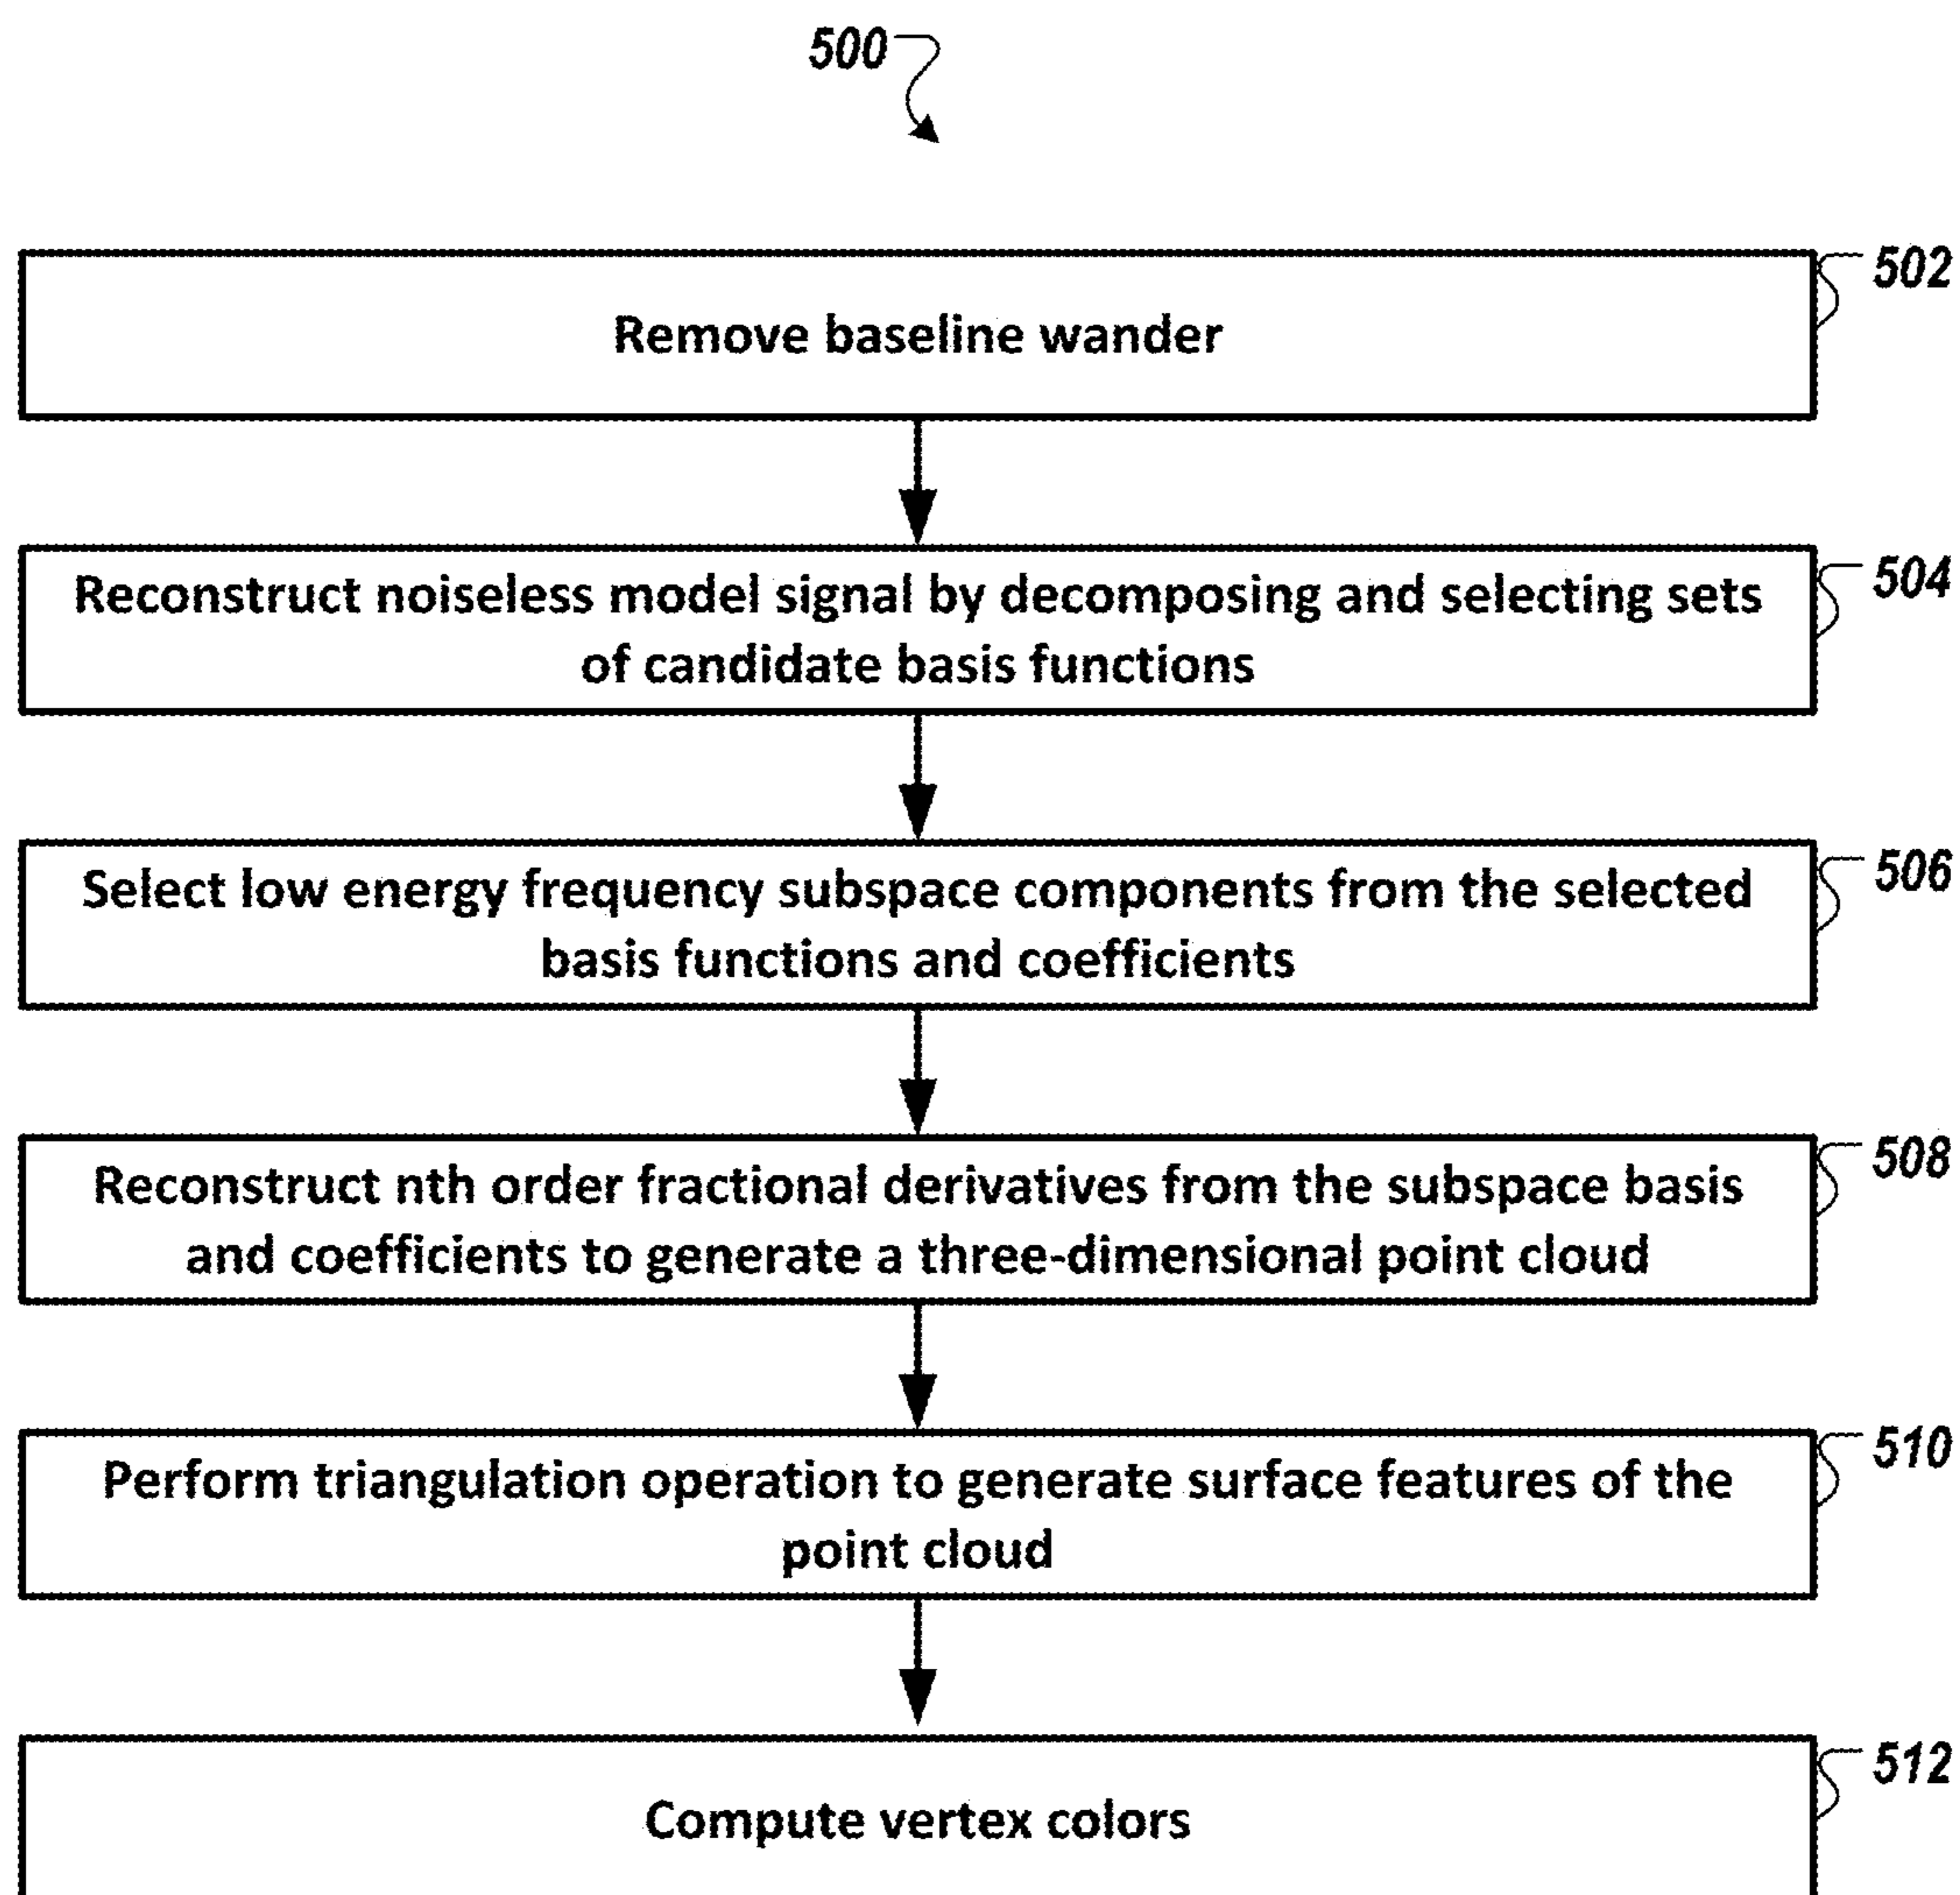 500
502
Remove baseline wander
504
Reconstruct noiseless model signal by decomposing and selecting sets
of candidate basis functions
506
Select low energy frequency subspace components from the selected
basis functions and coefficients
508
Reconstruct nth order fractional derivatives from the subspace basis
and coefficients to generate a three-dimensional point cloud
510
Perform triangulation operation to generate surface features of the
point cloud
512
Compute vertex colors